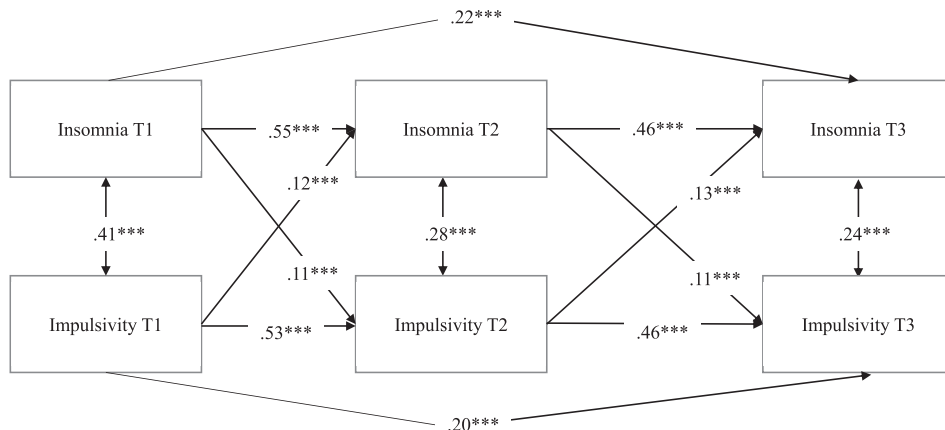 .22***
Insomnia T1
.55***
Insomnia T2
.46***
Insomnia T3
.12***
.13***
.41***
.28***
.24***
.11***
.11***
Impulsivity T1
.53***
Impulsivity T2
.46***
Impulsivity T3
.20***